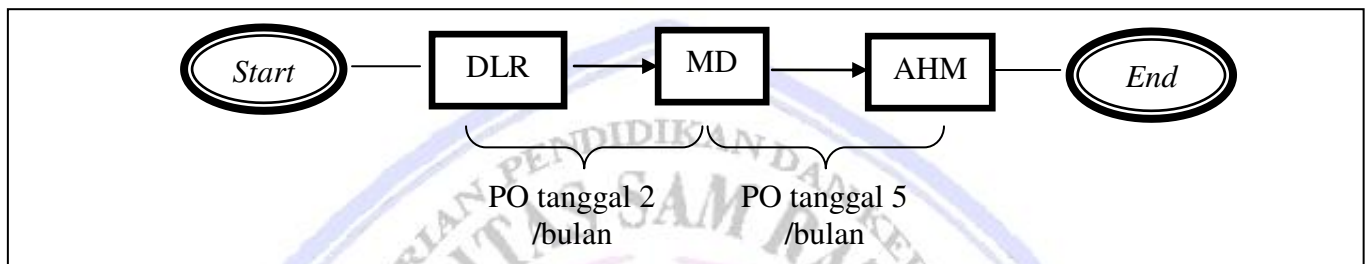 Start
DLR
MD
AHM
End
PO tanggal 2
/bulan
PO tanggal 5
/bulan